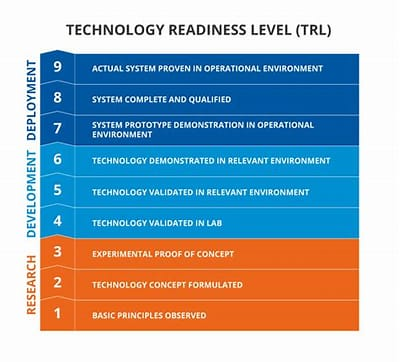 TECHNOLOGY READINESS LEVEL (TRL)
DEPLOYMENT
9 ACTUAL SYSTEM PROVEN IN OPERATIONAL ENVIRONMENT
8 SYSTEM COMPLETE AND QUALIFIED
7 SYSTEM PROTOTYPE DEMONSTRATION IN OPERATIONAL
ENVIRONMENT
DEVELOPMENT
6 TECHNOLOGY DEMONSTRATED IN RELEVANT ENVIRONMENT
5 TECHNOLOGY VALIDATED IN RELEVANT ENVIRONMENT
4 TECHNOLOGY VALIDATED IN LAB
RESEARCH
3 EXPERIMENTAL PROOF OF CONCEPT
2 TECHNOLOGY CONCEPT FORMULATED
1 BASIC PRINCIPLES OBSERVED